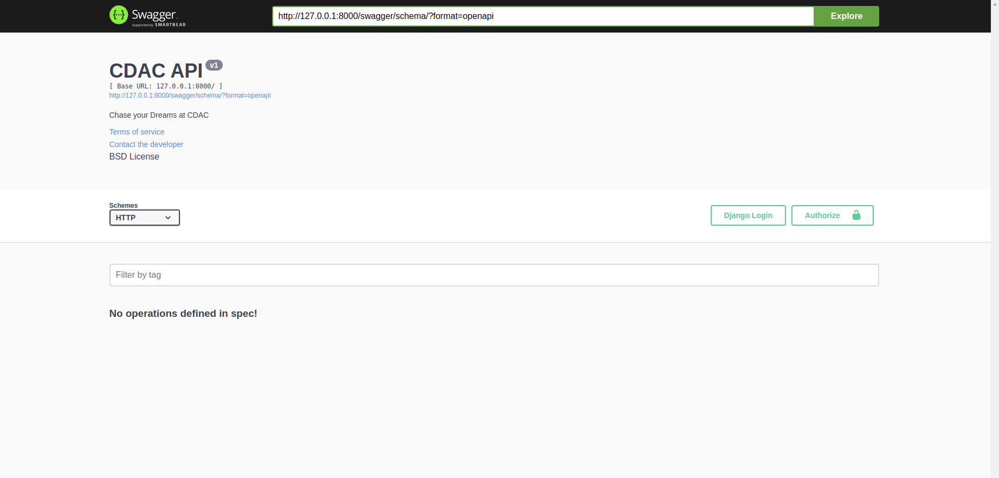 Swagger
Supported by SMARTBEAR
http://127.0.0.1:8000/swagger/schema/?format=openapi
Explore
CDAC API v1
[ Base URL: 127.0.0.1:8000/ ]
http://127.0.0.1:8000/swagger/schema/?format=openapi
Chase your Dreams at CDAC
Terms of service
Contact the developer
BSD License
Schemes
HTTP
Django Login
Authorize
Filter by tag
No operations defined in spec!